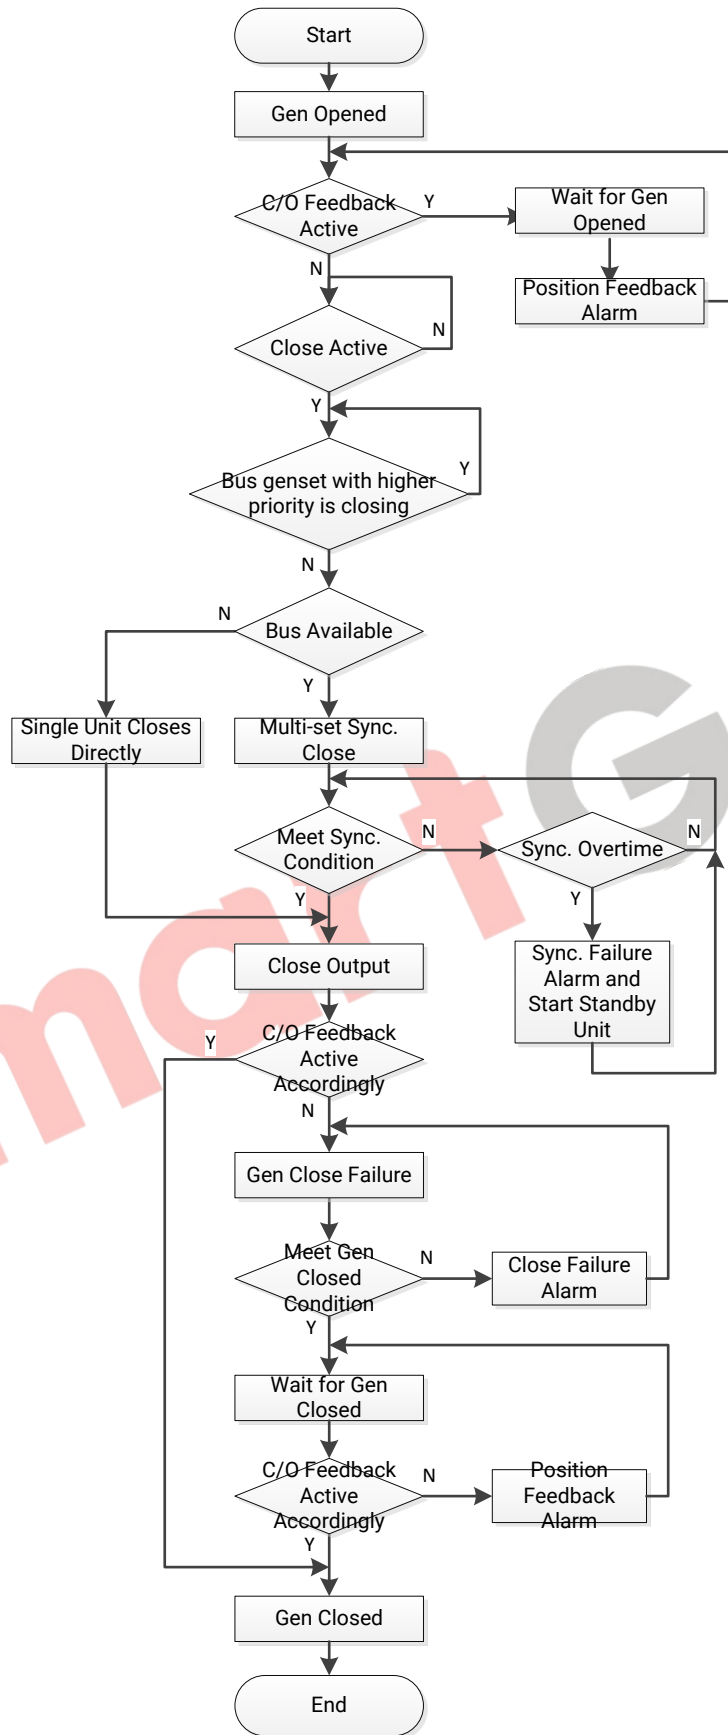 Start
Gen Opened
C/O Feedback
Active
Y
Wait for Gen
Opened
N
Position Feedback
Alarm
N
Close Active
Y
Y
Bus genset with higher
priority is closing
N
N
Bus Available
Y
Single Unit Closes
Directly
Multi-set Sync.
Close
Meet Sync.
Condition
N
Sync. Overtime
N
Y
Y
Sync. Failure
Alarm and
Start Standby
Unit
Close Output
C/O Feedback
Active
Accordingly
Y
N
Gen Close Failure
Meet Gen
Closed
Condition
N
Close Failure
Alarm
Y
Wait for Gen
Closed
C/O Feedback
Active
Accordingly
N
Position
Feedback
Alarm
Y
Gen Closed
End
martG